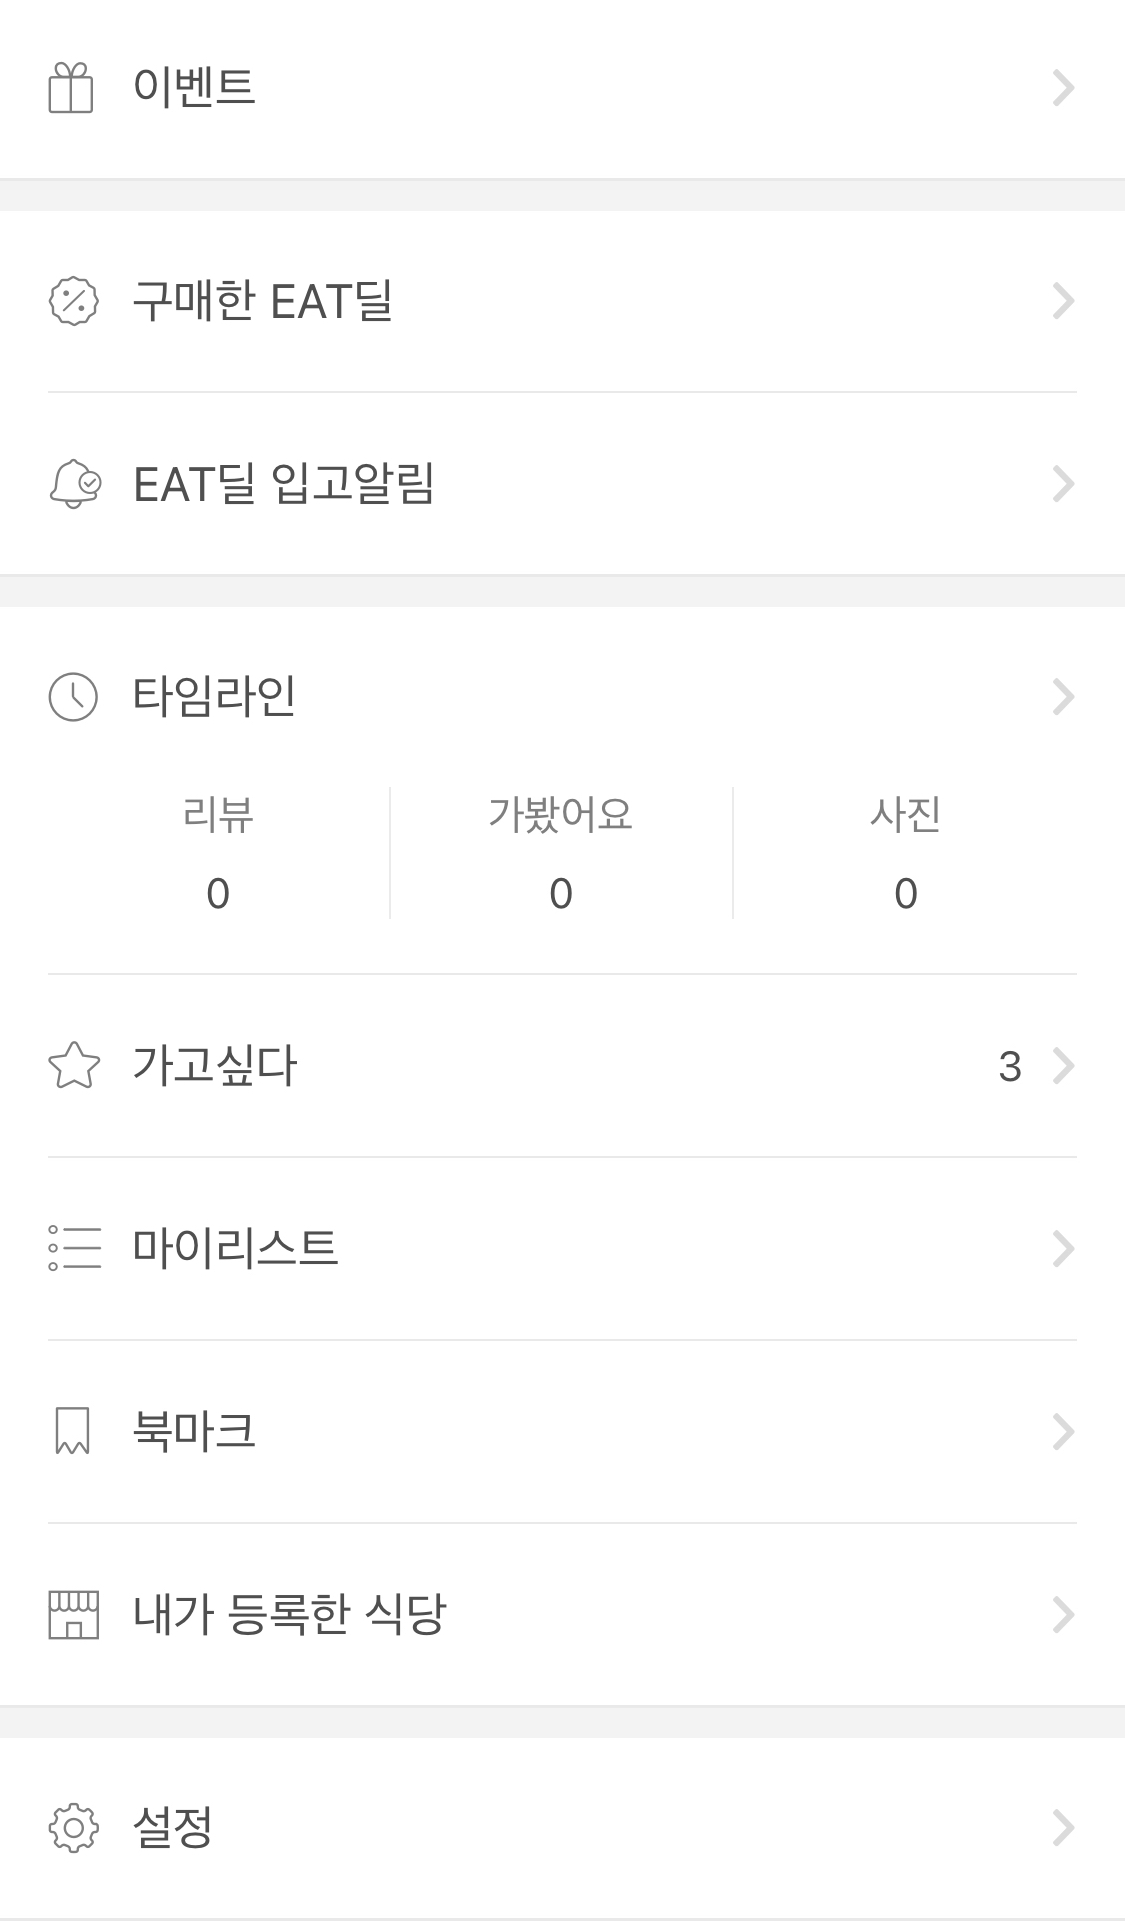 이벤트
구매한 EAT딜
EAT딜 입고알림
타임라인
리뷰 가봤어요 사진
0 0 0
가고싶다 3
마이리스트
북마크
내가 등록한 식당
설정